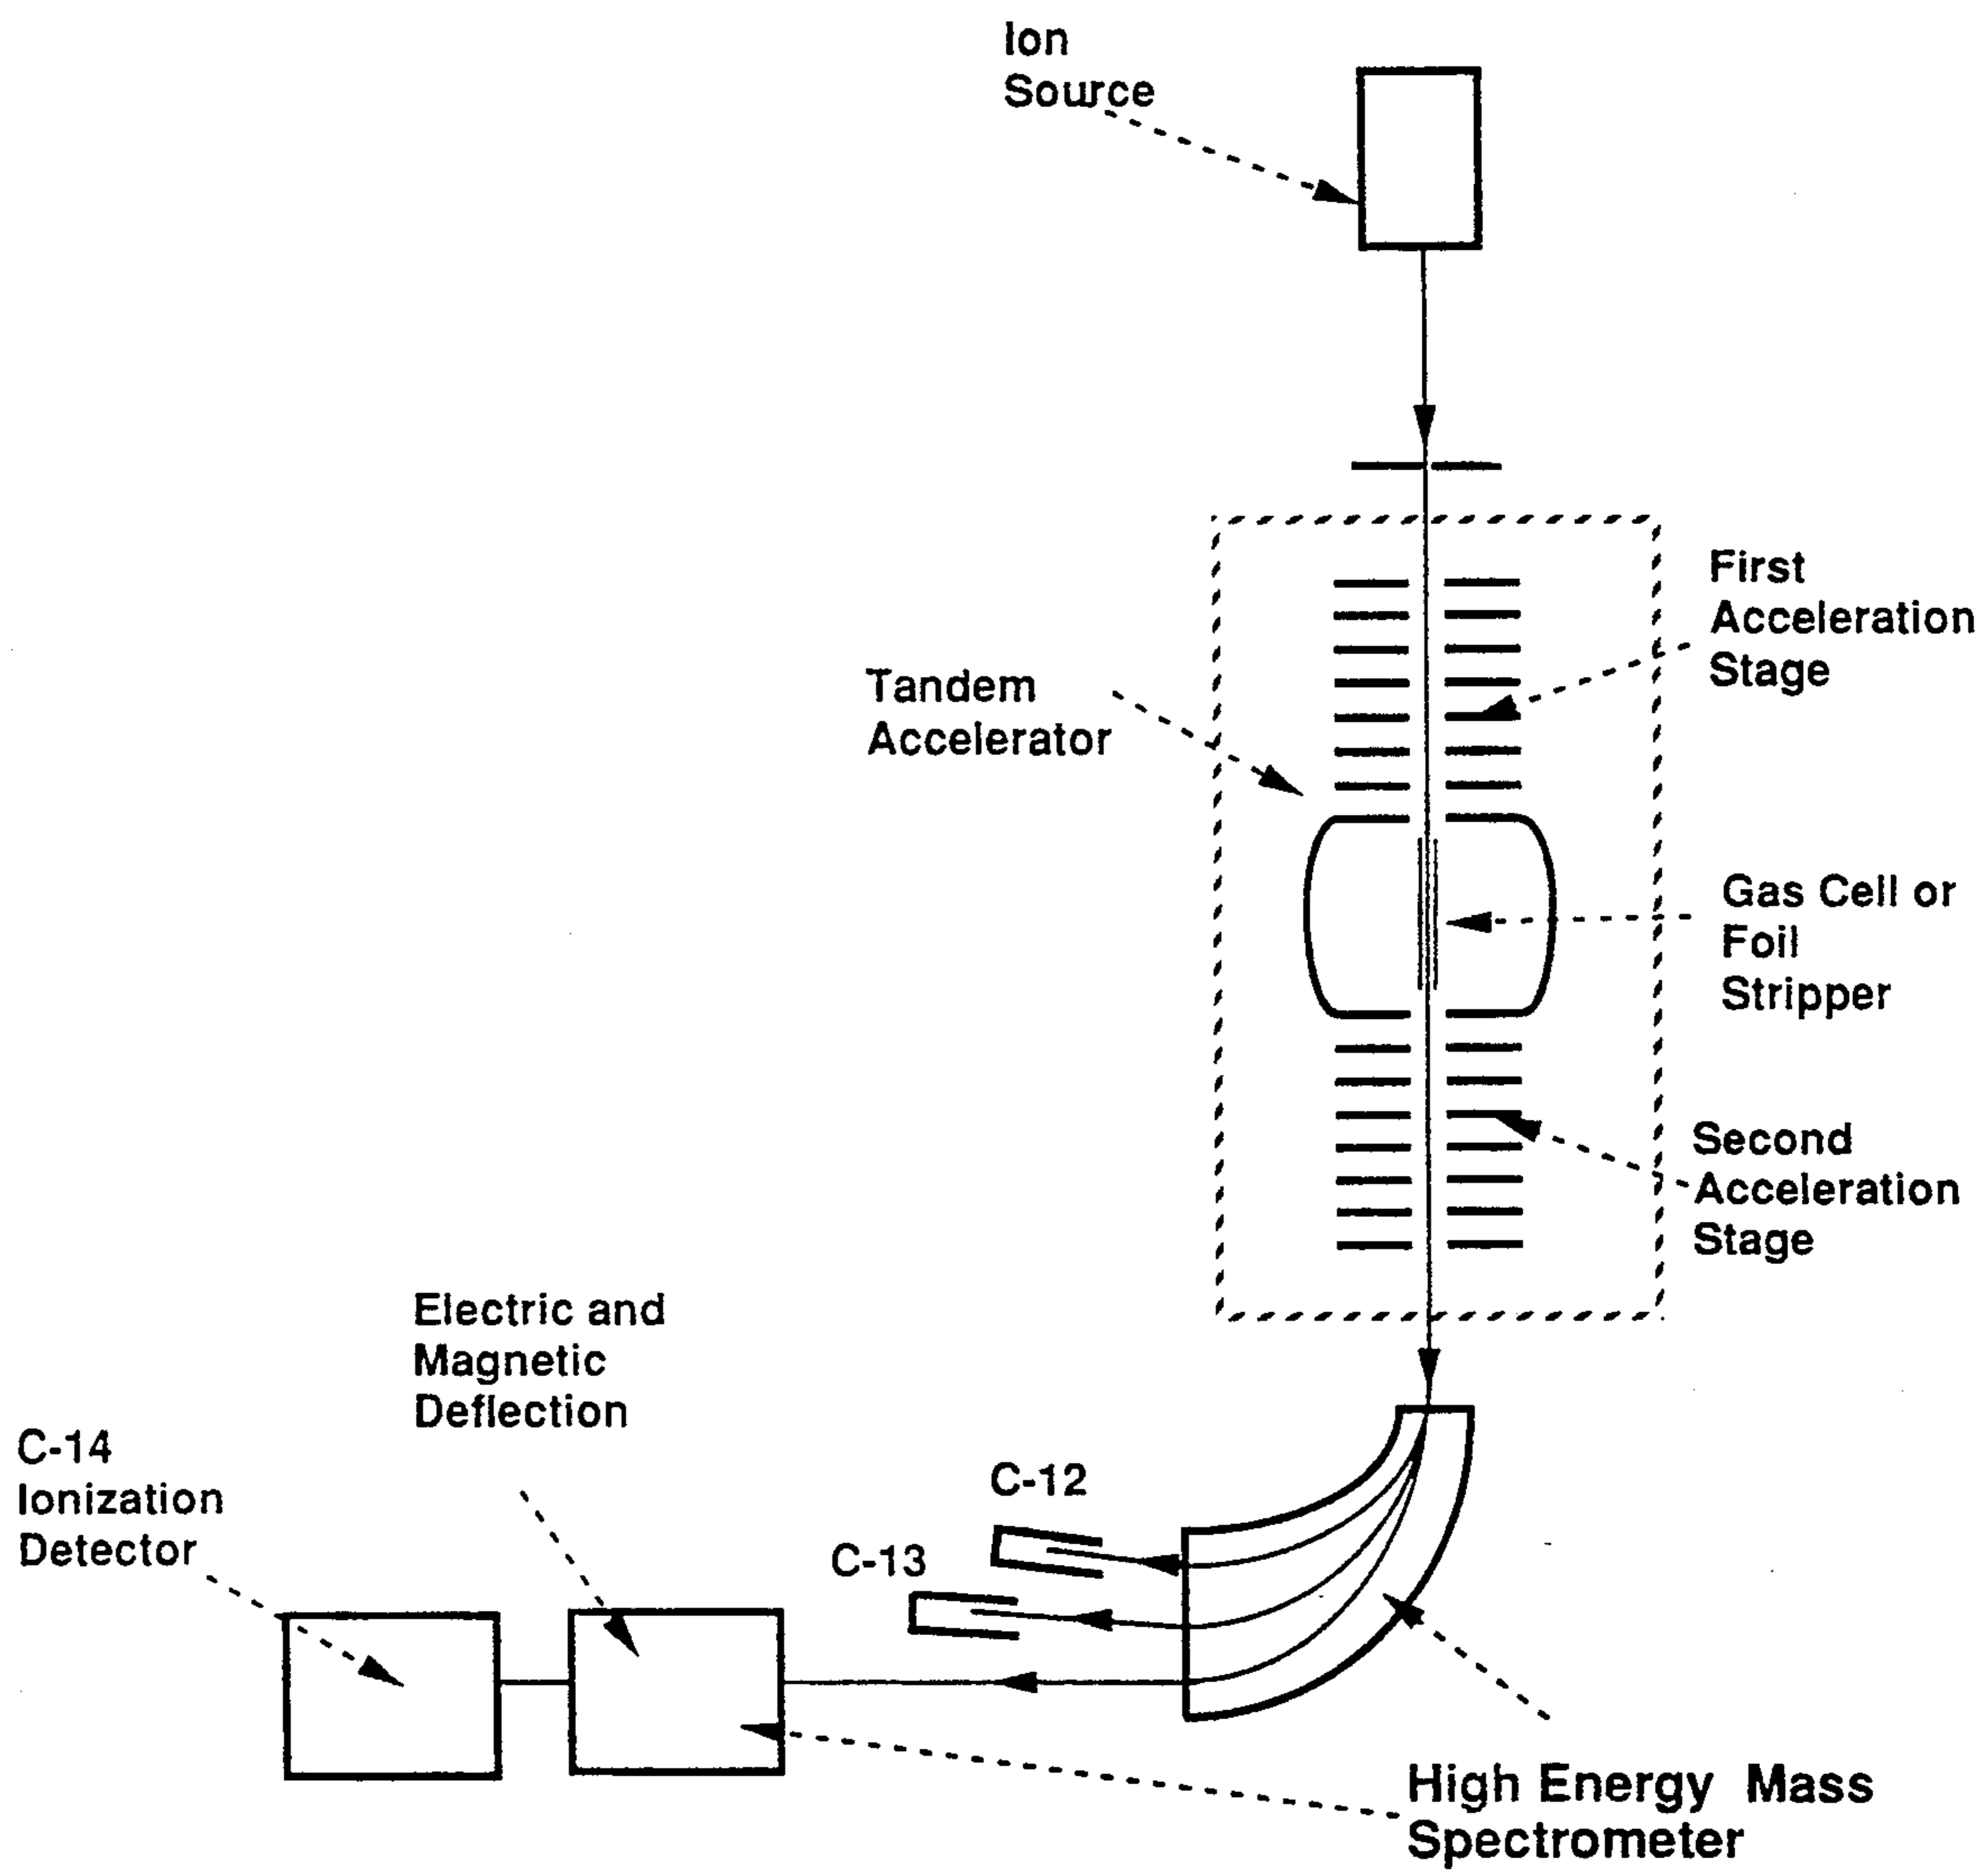 Ion
Source
First
Acceleration
Stage
Tandem
Accelerator
Gas Cell or
Foil
Stripper
Second
Acceleration
Stage
Electric and
Magnetic
Deflection
C-14
Ionization
Detector
C-12
C-13
High Energy Mass
Spectrometer